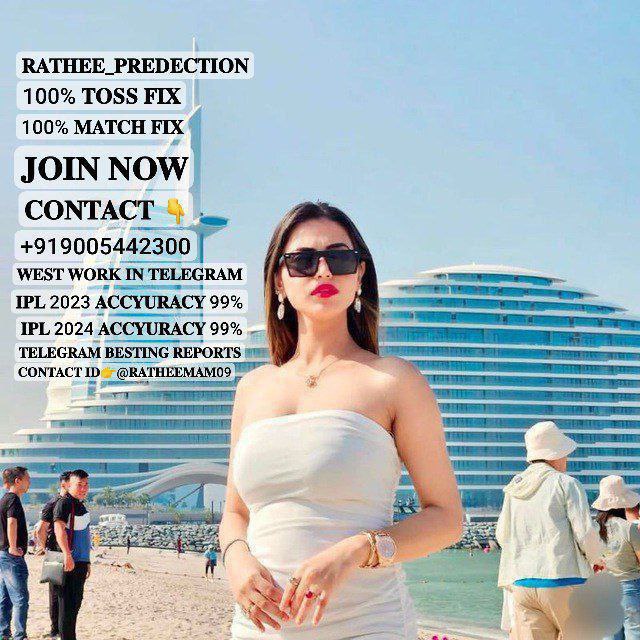 RATHEE_PREDECTION
100% TOSS FIX
100% MATCH FIX
JOIN NOW
CONTACT 👇
+919005442300
WEST WORK IN TELEGRAM
IPL 2023 ACCYURACY 99%
IPL 2024 ACCYURACY 99%
TELEGRAM BESTING REPORTS
CONTACT ID👉@RATHEEMAM09